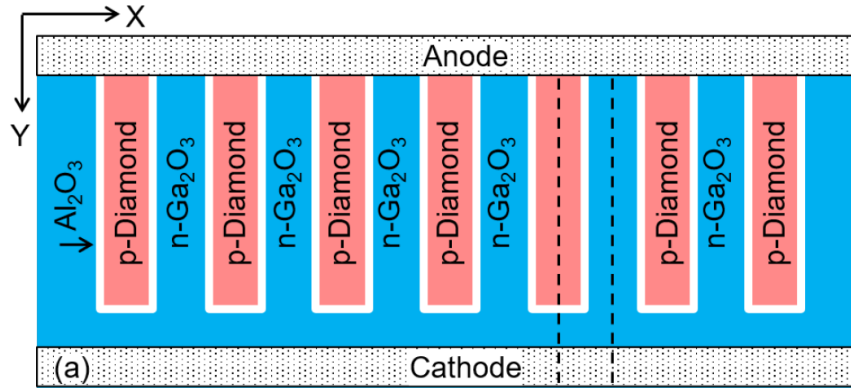 X
Anode
Y
Al₂O₃
p-Diamond
n-Ga₂O₃
p-Diamond
n-Ga₂O₃
p-Diamond
n-Ga₂O₃
p-Diamond
n-Ga₂O₃
p-Diamond
n-Ga₂O₃
p-Diamond
(a)
Cathode